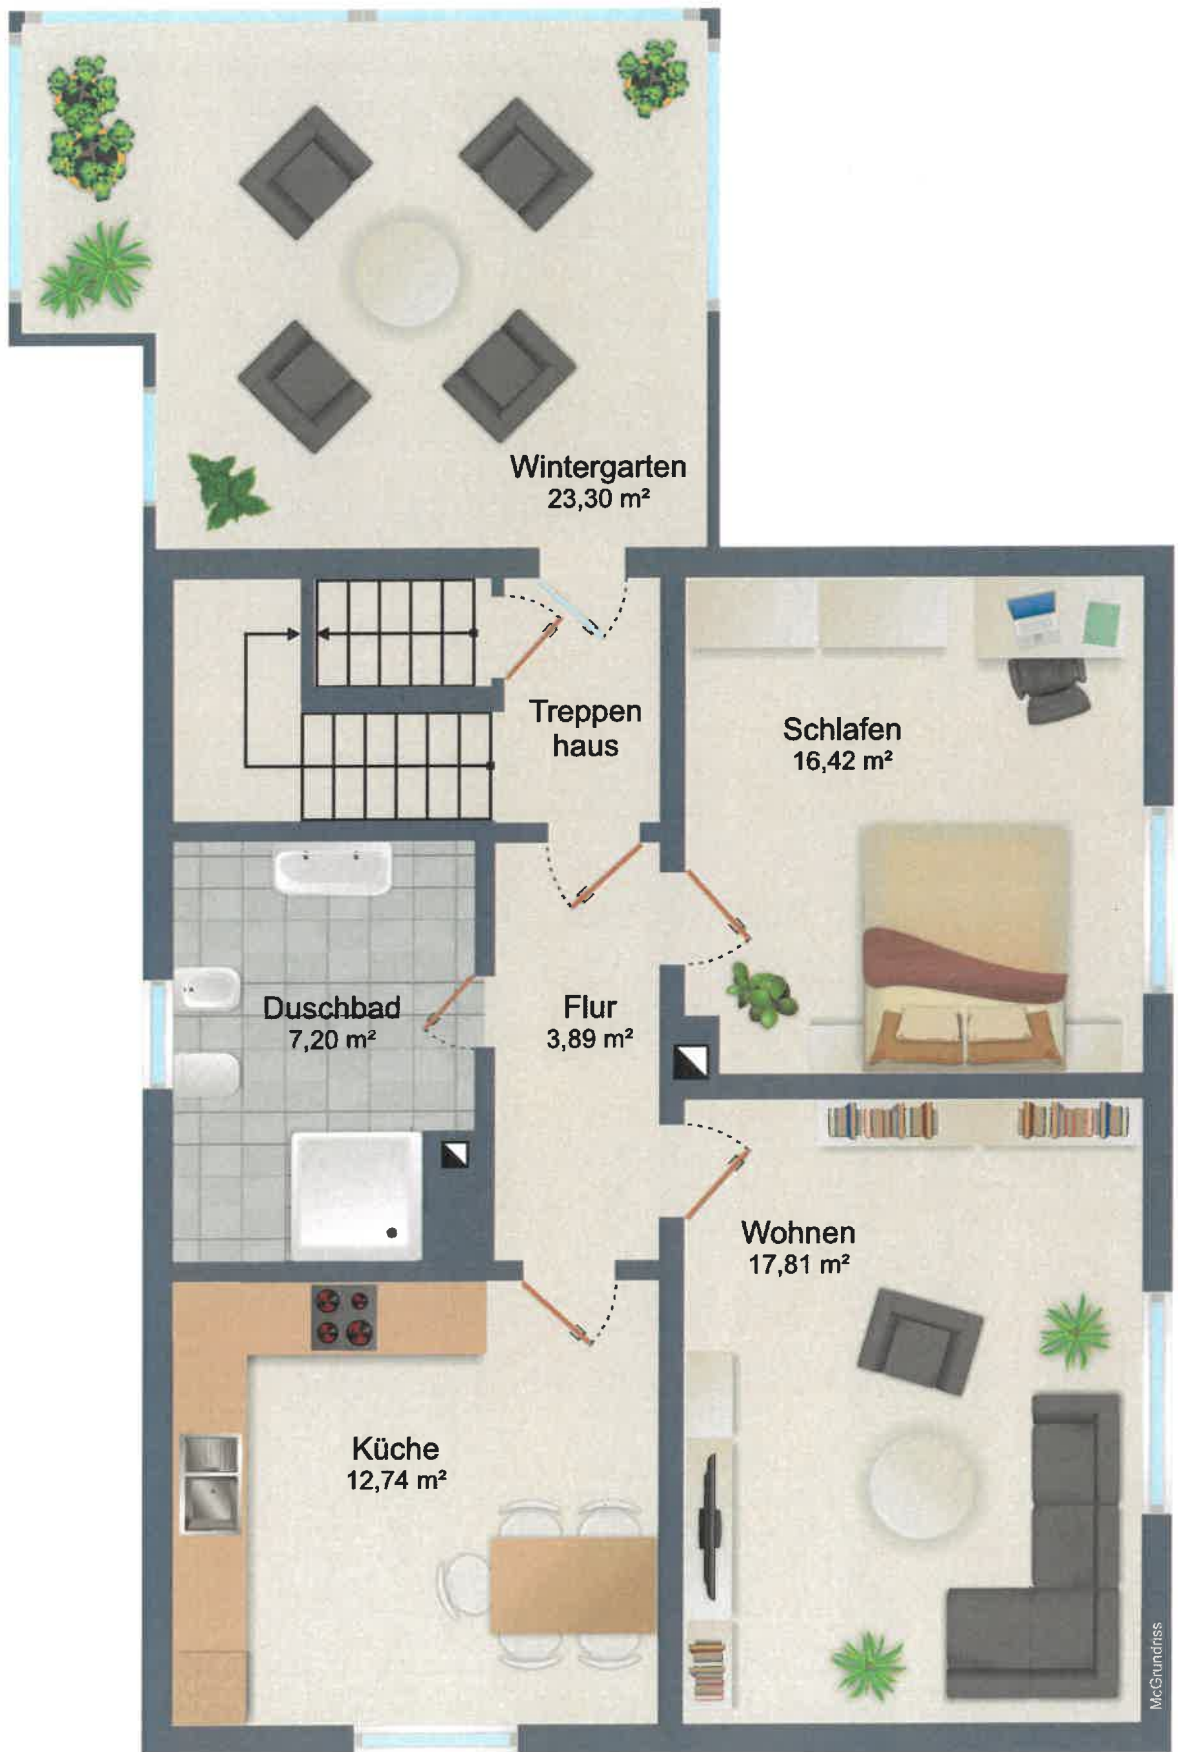 Wintergarten
23,30 m²
Treppen
haus
Schlafen
16,42 m²
Duschbad
7,20 m²
Flur
3,89 m²
Wohnen
17,81 m²
Küche
12,74 m²
McGrundriss